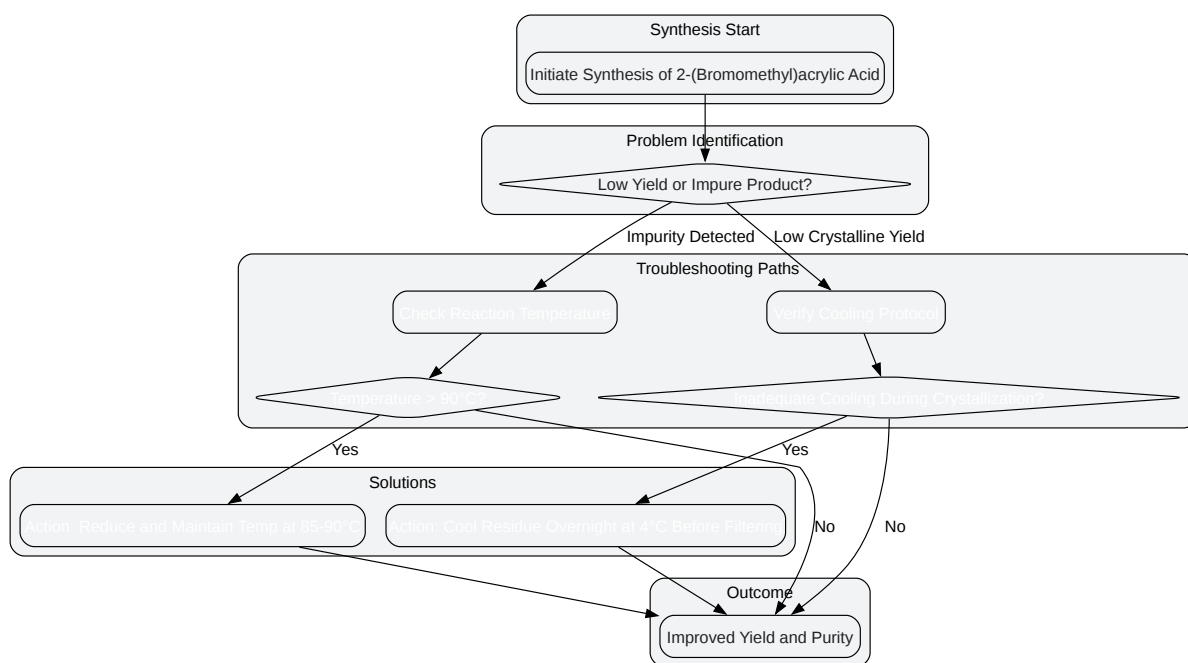 Synthesis Start
Initiate Synthesis of 2-(Bromomethyl)acrylic Acid
Problem Identification
Low Yield or Impure Product?
Impurity Detected
Low Crystalline Yield
Troubleshooting Paths
Check Reaction Temperature
Verify Cooling Protocol
Temperature > 90°C?
Inadequate Cooling During Crystallization?
Yes
Yes
Solutions
Action: Reduce and Maintain Temp at 85-90°C
Action: Cool Residue Overnight at 4°C Before Filtering
No
No
Outcome
Improved Yield and Purity